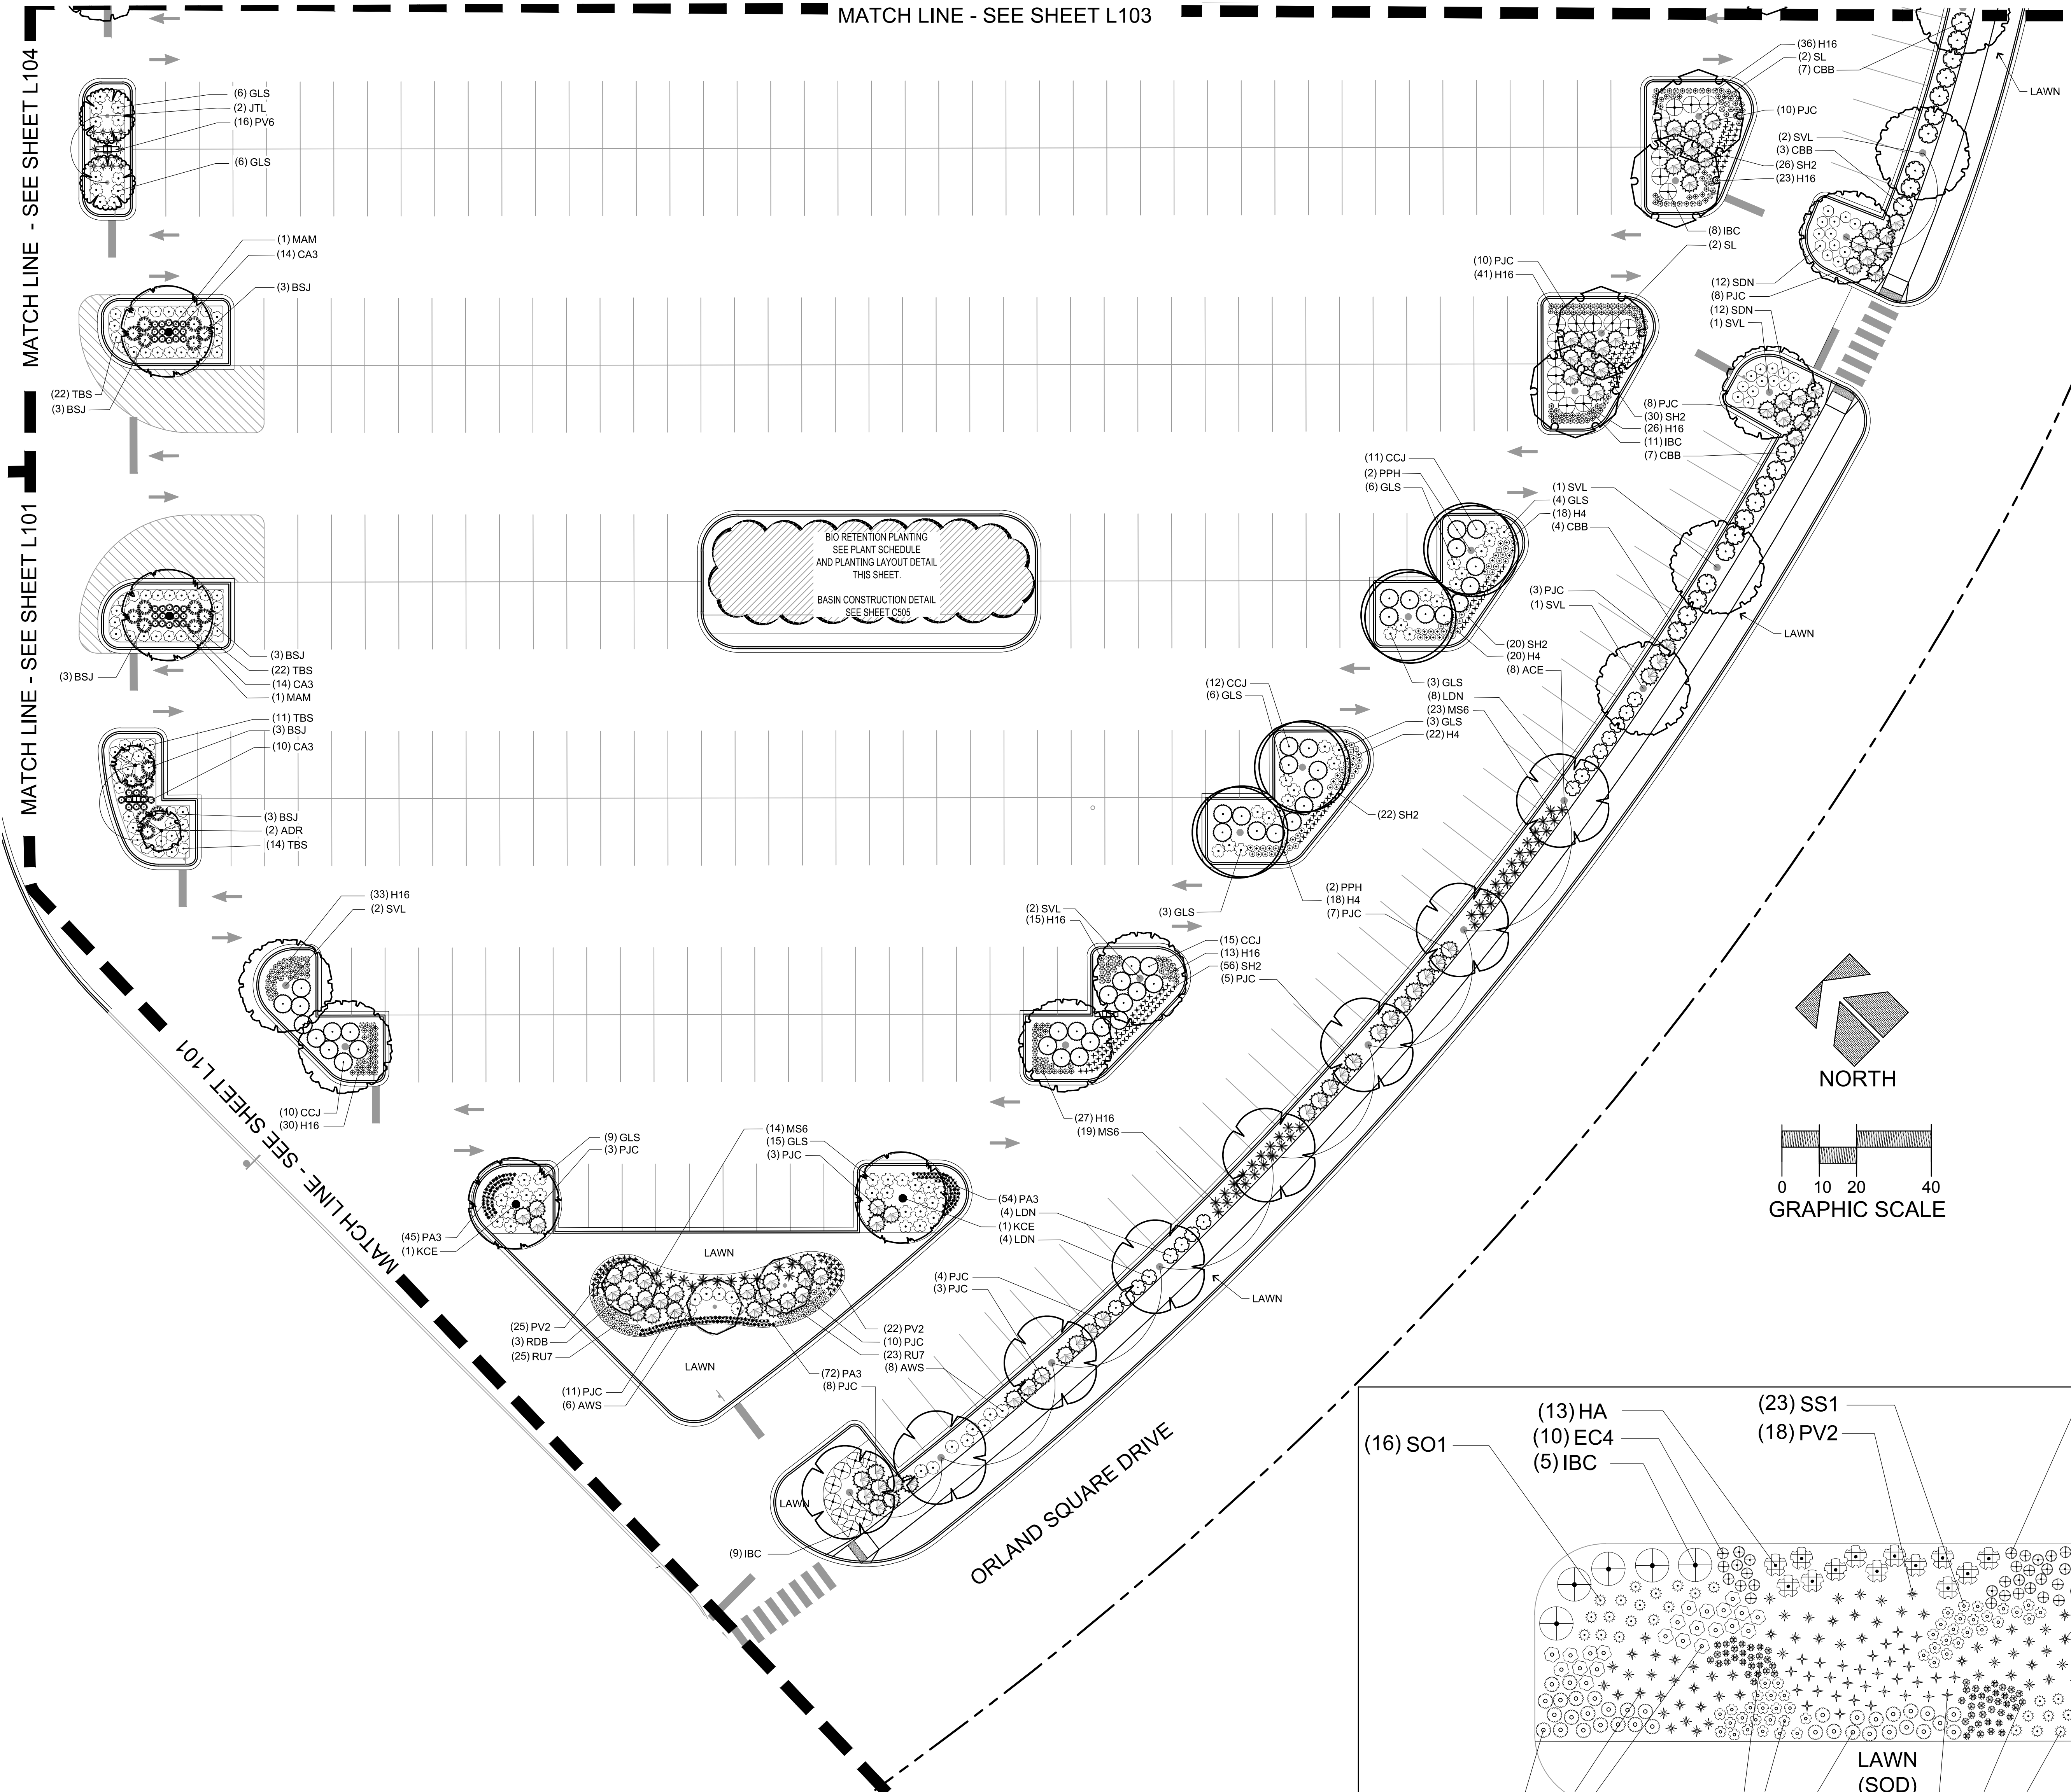 MATCH LINE - SEE SHEET L103
MATCH LINE - SEE SHEET L104
MATCH LINE - SEE SHEET L101
(6) GLS
(2) JTL
(16) PV6
(6) GLS
(36) H16
(2) SL
(7) CBB
LAWN
(10) PJC
(2) SVL
(3) CBB
(26) SH2
(23) H16
(8) IBC
(2) SL
(1) MAM
(14) CA3
(3) BSJ
(22) TBS
(3) BSJ
(10) PJC
(41) H16
(12) SDN
(8) PJC
(12) SDN
(1) SVL
(8) PJC
(30) SH2
(26) H16
(11) IBC
(7) CBB
(11) CCJ
(2) PPH
(6) GLS
(1) SVL
(4) GLS
(18) H4
(4) CBB
BIO RETENTION PLANTING
SEE PLANT SCHEDULE
AND PLANTING LAYOUT DETAIL
THIS SHEET.
BASIN CONSTRUCTION DETAIL
SEE SHEET C505
(3) PJC
(1) SVL
LAWN
(3) BSJ
(22) TBS
(14) CA3
(1) MAM
(3) BSJ
(20) SH2
(20) H4
(8) ACE
(3) GLS
(8) LDN
(23) MS6
(12) CCJ
(6) GLS
(3) GLS
(22) H4
(11) TBS
(3) BSJ
(10) CA3
(3) BSJ
(2) ADR
(14) TBS
(22) SH2
(2) PPH
(18) H4
(7) PJC
(3) GLS
(33) H16
(2) SVL
(2) SVL
(15) H16
(15) CCJ
(13) H16
(56) SH2
(5) PJC
(10) CCJ
(30) H16
(27) H16
(19) MS6
NORTH
0 10 20 40
GRAPHIC SCALE
MATCH LINE - SEE SHEET L101
(9) GLS
(3) PJC
(14) MS6
(15) GLS
(3) PJC
(54) PA3
(4) LDN
(1) KCE
(4) LDN
(45) PA3
(1) KCE
LAWN
(4) PJC
(3) PJC
LAWN
(25) PV2
(3) RDB
(25) RU7
(22) PV2
(10) PJC
(23) RU7
(8) AWS
LAWN
(72) PA3
(8) PJC
(11) PJC
(6) AWS
LAWN
(9) IBC
ORLAND SQUARE DRIVE
(13) HA
(10) EC4
(5) IBC
(16) SO1
(23) SS1
(18) PV2
LAWN
(SOD)